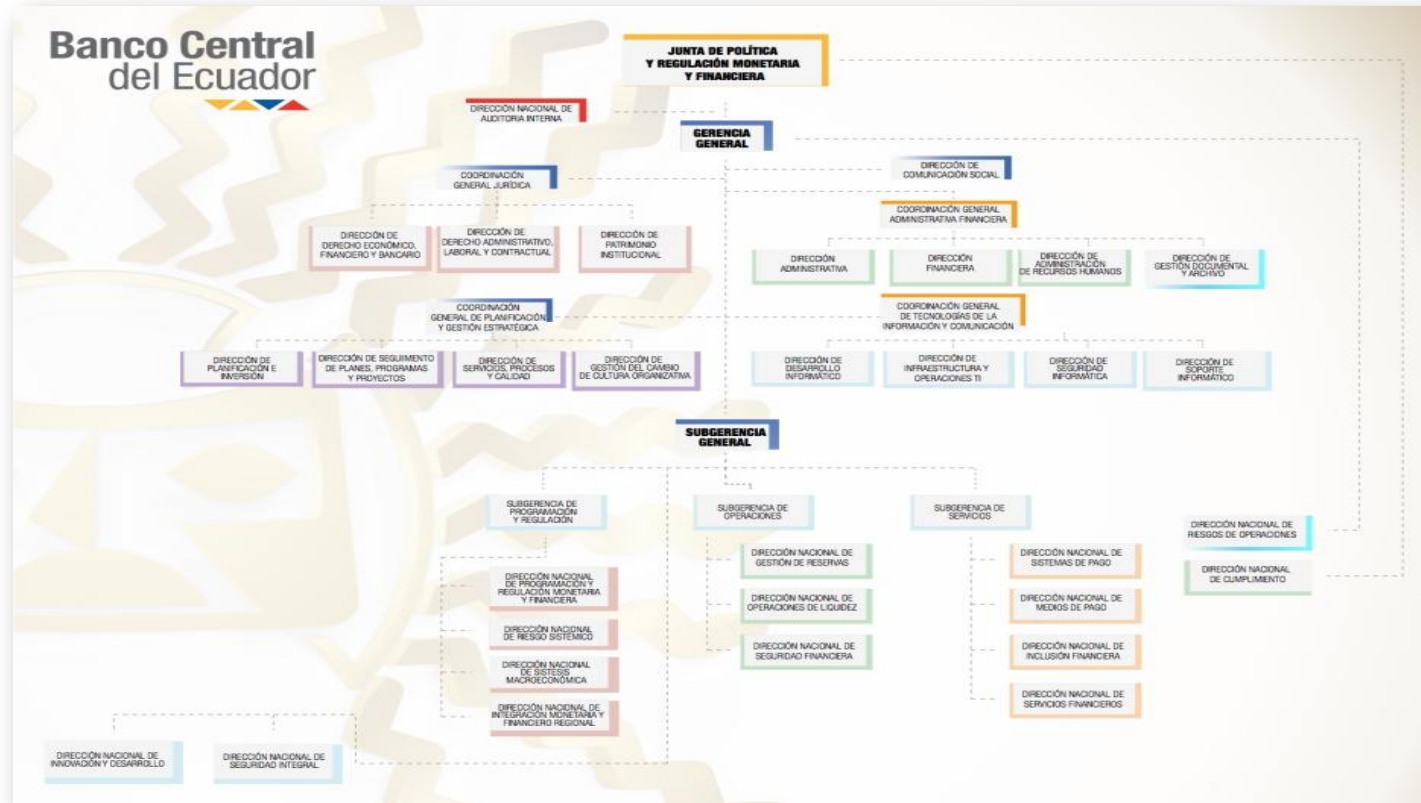 Banco Central
del Ecuador
JUNTA DE POLÍTICA
Y REGULACIÓN MONETARIA
Y FINANCIERA
DIRECCIÓN NACIONAL DE
AUDITORIA INTERNA
GERENCIA
GENERAL
COORDINACIÓN
GENERAL JURÍDICA
DIRECCIÓN DE
COMUNICACIÓN SOCIAL
COORDINACIÓN GENERAL
ADMINISTRATIVA FINANCIERA
DIRECCIÓN DE
DERECHO ECONÓMICO,
FINANCIERO Y BANCARIO
DIRECCIÓN DE
DERECHO ADMINISTRATIVO,
LABORAL Y CONTRACTUAL
DIRECCIÓN DE
PATRIMONIO
INSTITUCIONAL
DIRECCIÓN
ADMINISTRATIVA
DIRECCIÓN
FINANCIERA
DIRECCIÓN DE
ADMINISTRACIÓN
DE RECURSOS HUMANOS
DIRECCIÓN DE
GESTIÓN DOCUMENTAL
Y ARCHIVO
COORDINACIÓN
GENERAL DE PLANIFICACIÓN
Y GESTIÓN ESTRATÉGICA
COORDINACIÓN GENERAL
DE TECNOLOGÍAS DE LA
INFORMACIÓN Y COMUNICACIÓN
DIRECCIÓN DE
PLANIFICACIÓN E
INVERSIÓN
DIRECCIÓN DE SEGUIMENTO
DE PLANES, PROGRAMAS
Y PROYECTOS
DIRECCIÓN DE
SERVICIOS, PROCESOS
Y CALIDAD
DIRECCIÓN DE
GESTIÓN DEL CAMBIO
DE CULTURA ORGANIZATIVA
DIRECCIÓN DE
DESARROLLO
INFORMÁTICO
DIRECCIÓN DE
INFRAESTRUCTURA Y
OPERACIONES TI
DIRECCIÓN DE
SEGURIDAD
INFORMÁTICA
DIRECCIÓN DE
SOPORTE
INFORMÁTICO
SUBGERENCIA
GENERAL
SUBGERENCIA DE
PROGRAMACIÓN
Y REGULACIÓN
SUBGERENCIA DE
OPERACIONES
SUBGERENCIA DE
SERVICIOS
DIRECCIÓN NACIONAL DE
RIESGOS DE OPERACIONES
DIRECCIÓN NACIONAL
DE CUMPLIMIENTO
DIRECCIÓN NACIONAL
DE PROGRAMACIÓN Y
REGULACIÓN MONETARIA
Y FINANCIERA
DIRECCIÓN NACIONAL
DE RIESGO SISTÉMICO
DIRECCIÓN NACIONAL
DE SISTESIS
MACROECONÓMICA
DIRECCIÓN NACIONAL DE
INTEGRACIÓN MONETARIA Y
FINANCIERO REGIONAL
DIRECCIÓN NACIONAL DE
GESTIÓN DE RESERVAS
DIRECCIÓN NACIONAL DE
OPERACIONES DE LIQUIDEZ
DIRECCIÓN NACIONAL DE
SEGURIDAD FINANCIERA
DIRECCIÓN NACIONAL DE
SISTEMAS DE PAGO
DIRECCIÓN NACIONAL DE
MEDIOS DE PAGO
DIRECCIÓN NACIONAL DE
INCLUSIÓN FINANCIERA
DIRECCIÓN NACIONAL DE
SERVICIOS FINANCIEROS
DIRECCIÓN NACIONAL DE
INNOVACIÓN Y DESARROLLO
DIRECCIÓN NACIONAL DE
SEGURIDAD INTEGRAL